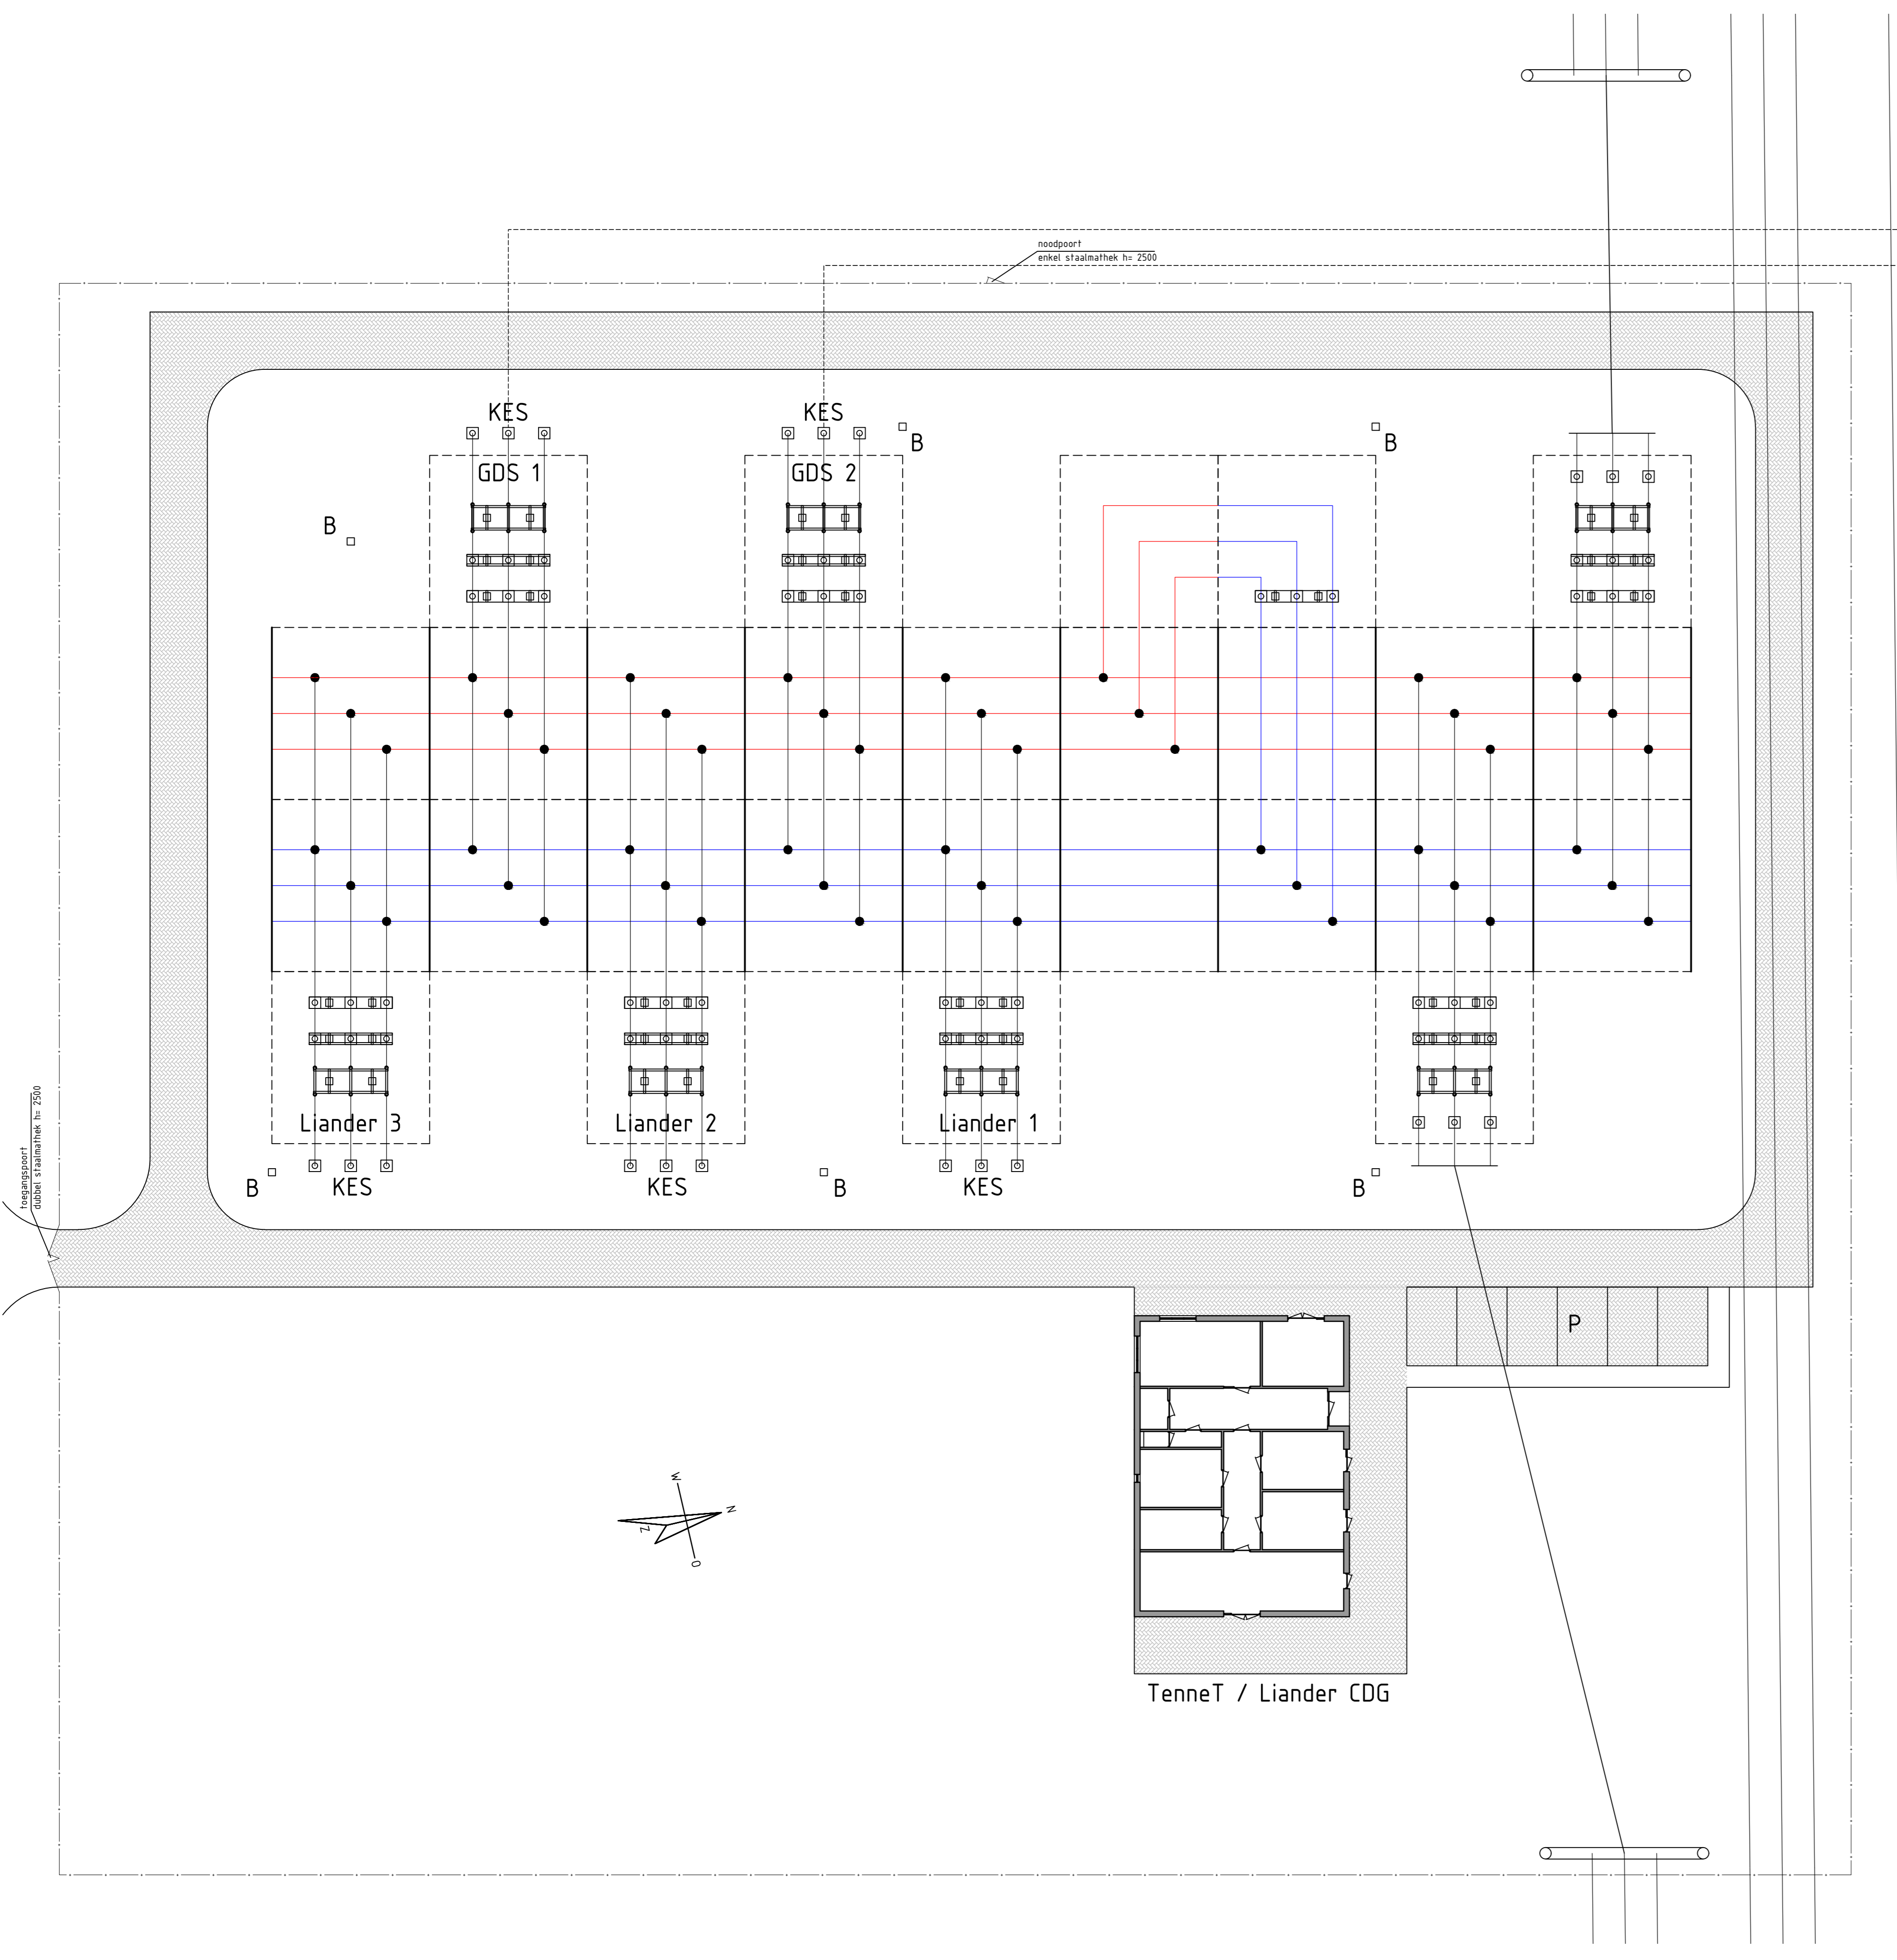 noodpoort
enkel staalmathek h= 2500
KES
KES
B
B
GDS 1
GDS 2
B
toegangspoort
dubbel staalmathek h= 2500
Liander 3
Liander 2
Liander 1
B
KES
KES
B
KES
B
P
W
N
Z
O
TenneT / Liander CDG